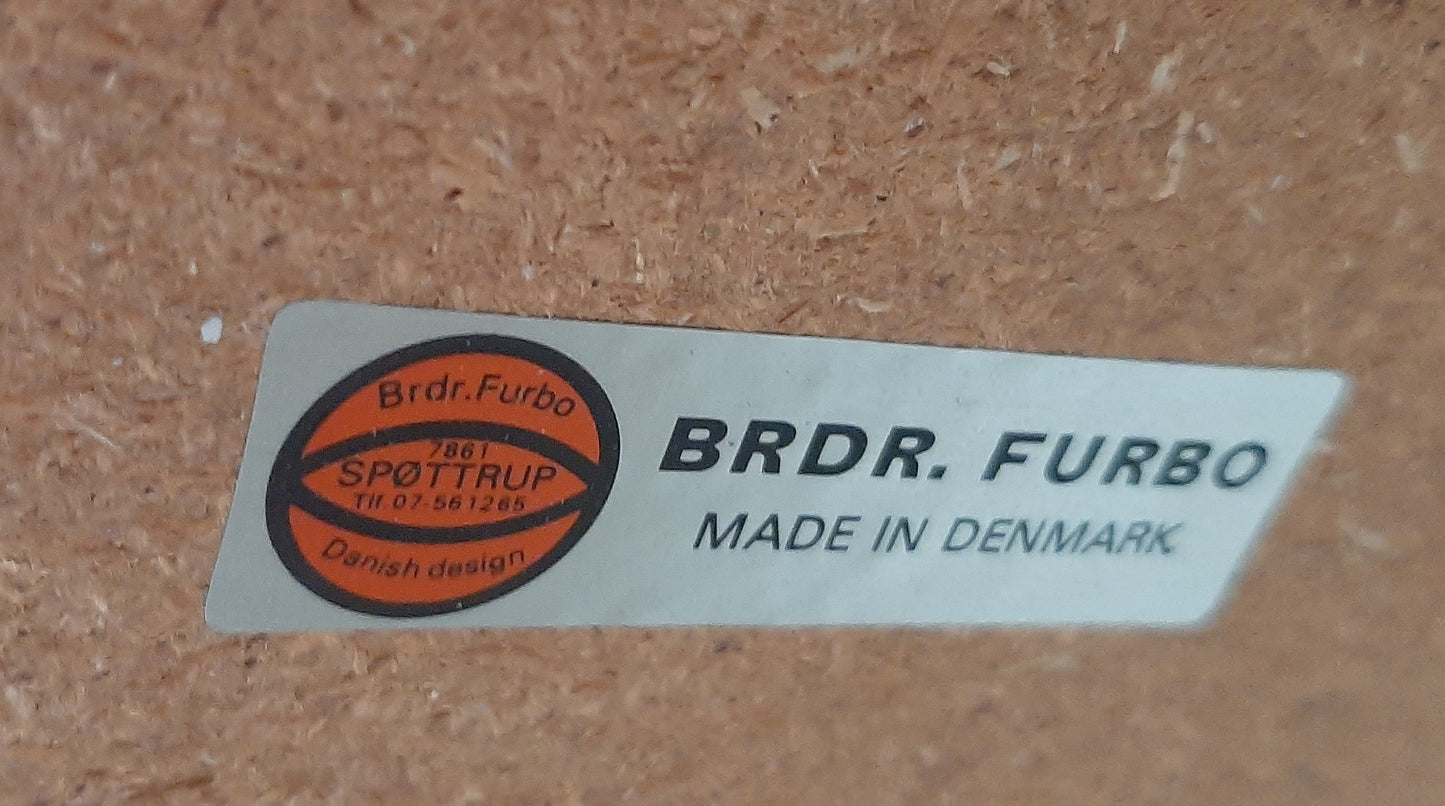 Brdr.Furbo
7861
SPØTTRUP
Tlf. 07-561265
Danish design
BRDR. FURBO
MADE IN DENMARK